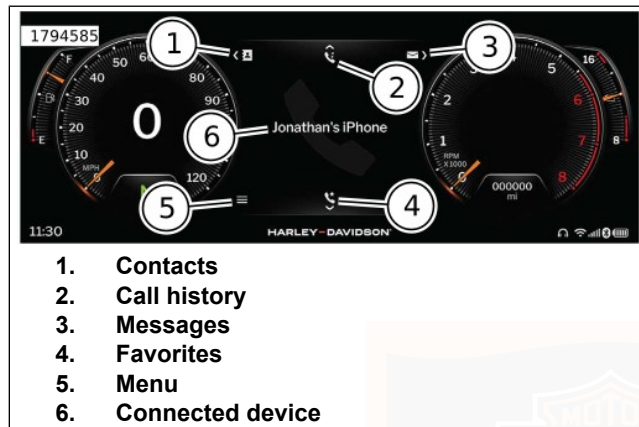 1794585
1
2
3
F
E
0
10
20
30
40
50
60
80
90
120
MPH
0
6
Jonathan's iPhone
5
4
1
2
3
5
6
7
8
0
RPM
X1000
000000
mi
16
8
11:30
HARLEY-DAVIDSON
1. Contacts
2. Call history
3. Messages
4. Favorites
5. Menu
6. Connected device